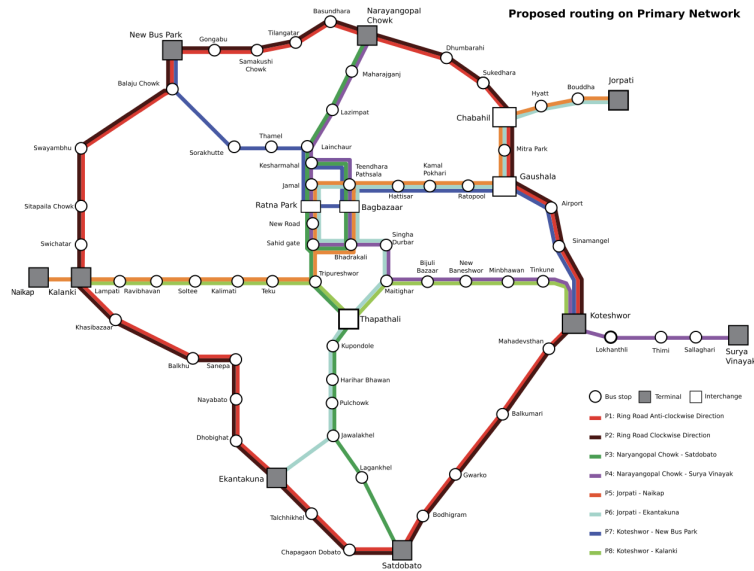 Proposed routing on Primary Network
Basundhara
Narayangopal
Chowk
New Bus Park
Gongabu
Tilangatar
Samakushi
Chowk
Dhumbarahi
Maharajganj
Sukedhara
Balaju Chowk
Hyatt
Bouddha
Jorpati
Lazimpat
Chabahil
Swayambhu
Sorakhutte
Thamel
Lainchaur
Mitra Park
Kesharmahal
Teendhara
Pathsala
Kamal
Pokhari
Jamal
Hattisar
Ratopool
Gaushala
Sitapaila Chowk
Ratna Park
Bagbazaar
Airport
New Road
Swichatar
Sahid gate
Bhadrakali
Singha
Durbar
Sinamangel
Naikap
Kalanki
Lampati
Ravibhavan
Soltee
Kalimati
Teku
Tripureshwor
Maitighar
Bijuli
Bazaar
New
Baneshwor
Minbhawan
Tinkune
Khasibazaar
Thapathali
Koteshwor
Kupondole
Mahadevsthan
Lokhanthli
Thimi
Sallaghari
Surya
Vinayak
Balkhu
Sanepa
Harihar Bhawan
Nayabato
Pulchowk
Bus stop
Terminal
Interchange
Balkumari
P1: Ring Road Anti-clockwise Direction
Dhobighat
Jawalakhel
P2: Ring Road Clockwise Direction
P3: Naryangopal Chowk - Satdobato
Ekantakuna
Lagankhel
Gwarko
P4: Narayangopal Chowk - Surya Vinayak
P5: Jorpati - Naikap
Talchhikhel
Bodhigram
P6: Jorpati - Ekantakuna
P7: Koteshwor - New Bus Park
Chapagaon Dobato
Satdobato
P8: Koteshwor - Kalanki